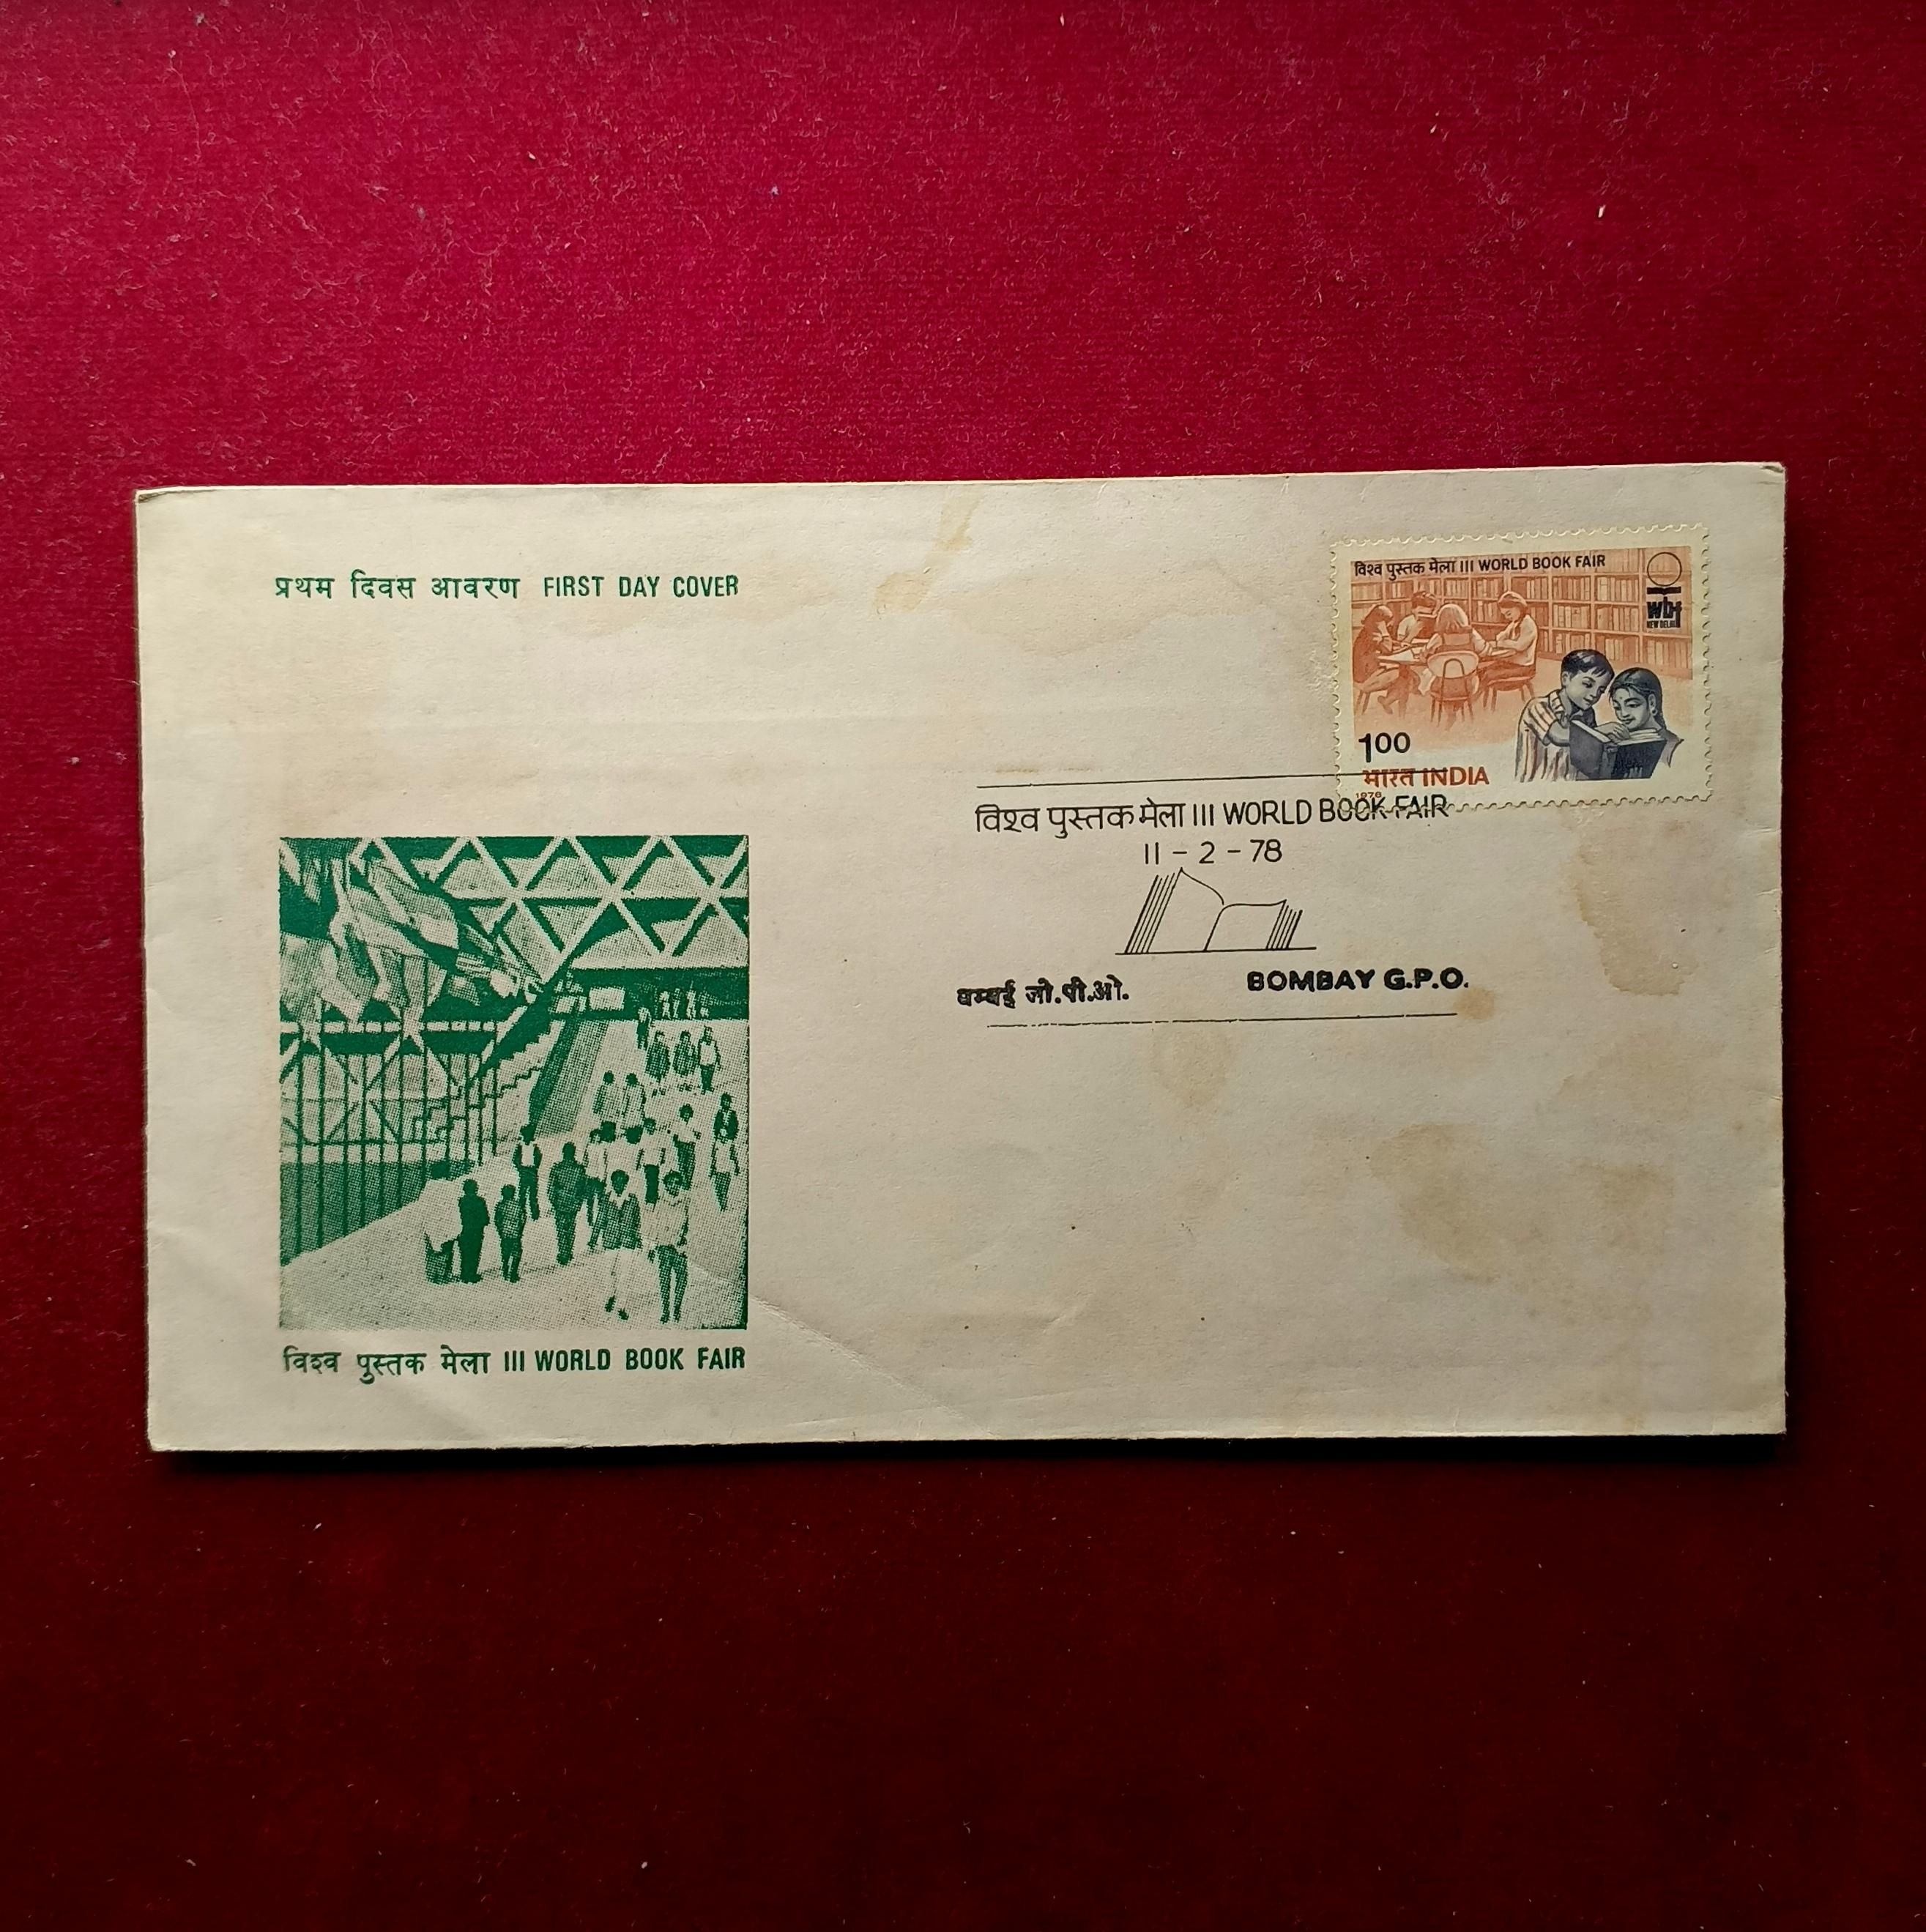 प्रथम दिवस आवरण FIRST DAY COVER
विश्व पुस्तक मेला III WORLD BOOK FAIR
wbf
NEW DELHI
1.00
भारत INDIA
1978
विश्व पुस्तक मेला III WORLD BOOK FAIR
11-2-78
बम्बई जी.पी.ओ. BOMBAY G.P.O.
विश्व पुस्तक मेला III WORLD BOOK FAIR